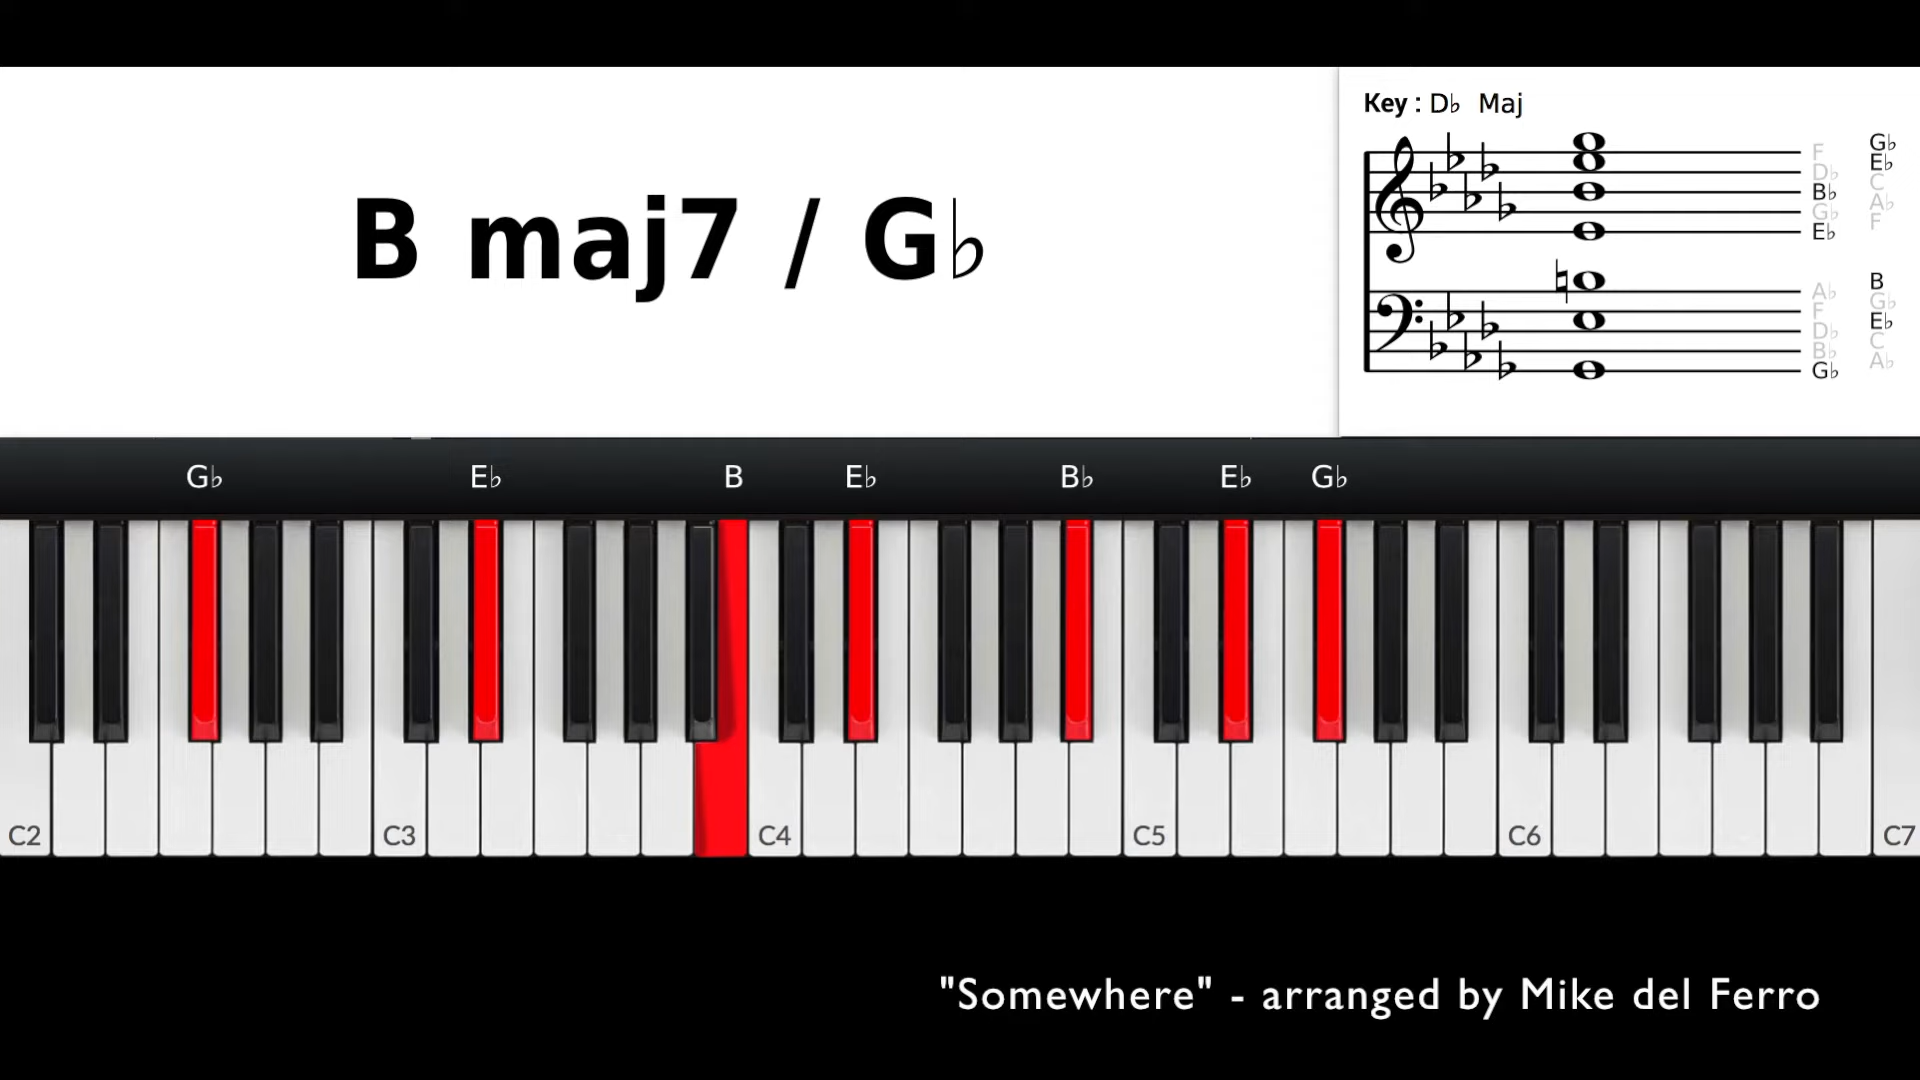 B maj7 / G♭
Key : D♭ Maj
G♭
F
E♭
D♭
C
B♭
A♭
G♭
F
E♭
B
A♭
G♭
F
E♭
D♭
C
B♭
A♭
G♭
G♭ E♭ B E♭ B♭ E♭ G♭
C2 C3 C4 C5 C6 C7
"Somewhere" - arranged by Mike del Ferro